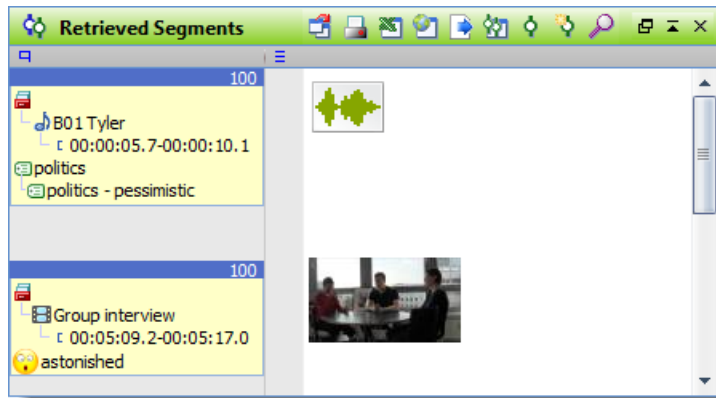 Retrieved Segments
100
B01 Tyler
00:00:05.7-00:00:10.1
politics
politics - pessimistic
100
Group interview
00:05:09.2-00:05:17.0
astonished